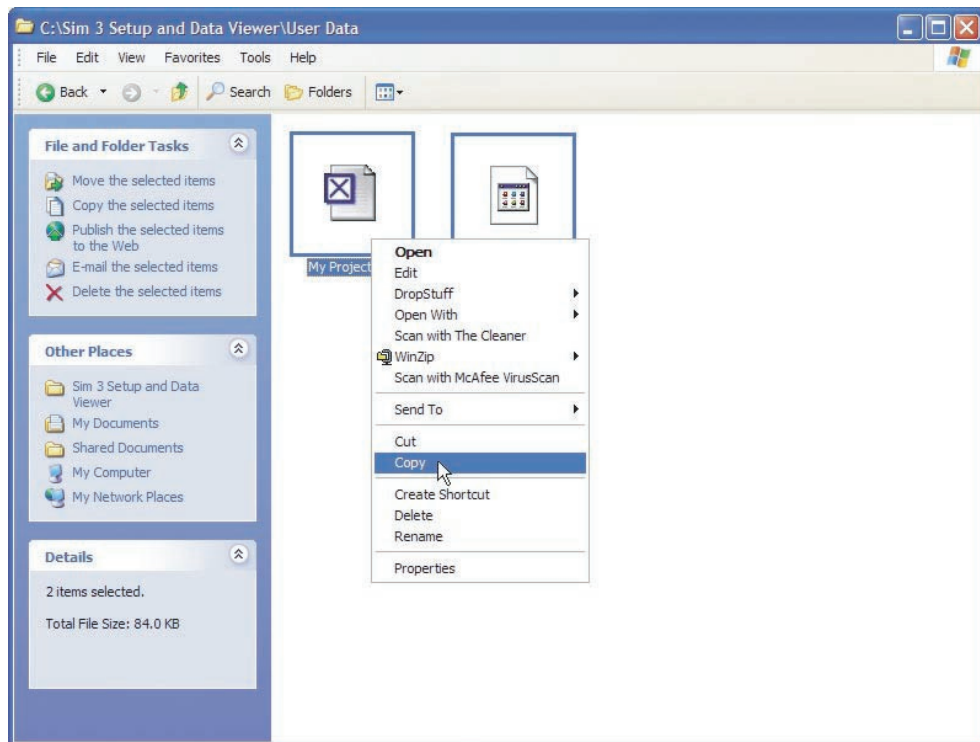 C:\Sim 3 Setup and Data Viewer\User Data
File Edit View Favorites Tools Help
Back Search Folders
File and Folder Tasks
Move the selected items
Copy the selected items
Publish the selected items
to the Web
E-mail the selected items
Delete the selected items
Other Places
Sim 3 Setup and Data
Viewer
My Documents
Shared Documents
My Computer
My Network Places
Details
2 items selected.
Total File Size: 84.0 KB
My Project
Open
Edit
DropStuff
Open With
Scan with The Cleaner
WinZip
Scan with McAfee VirusScan
Send To
Cut
Copy
Create Shortcut
Delete
Rename
Properties